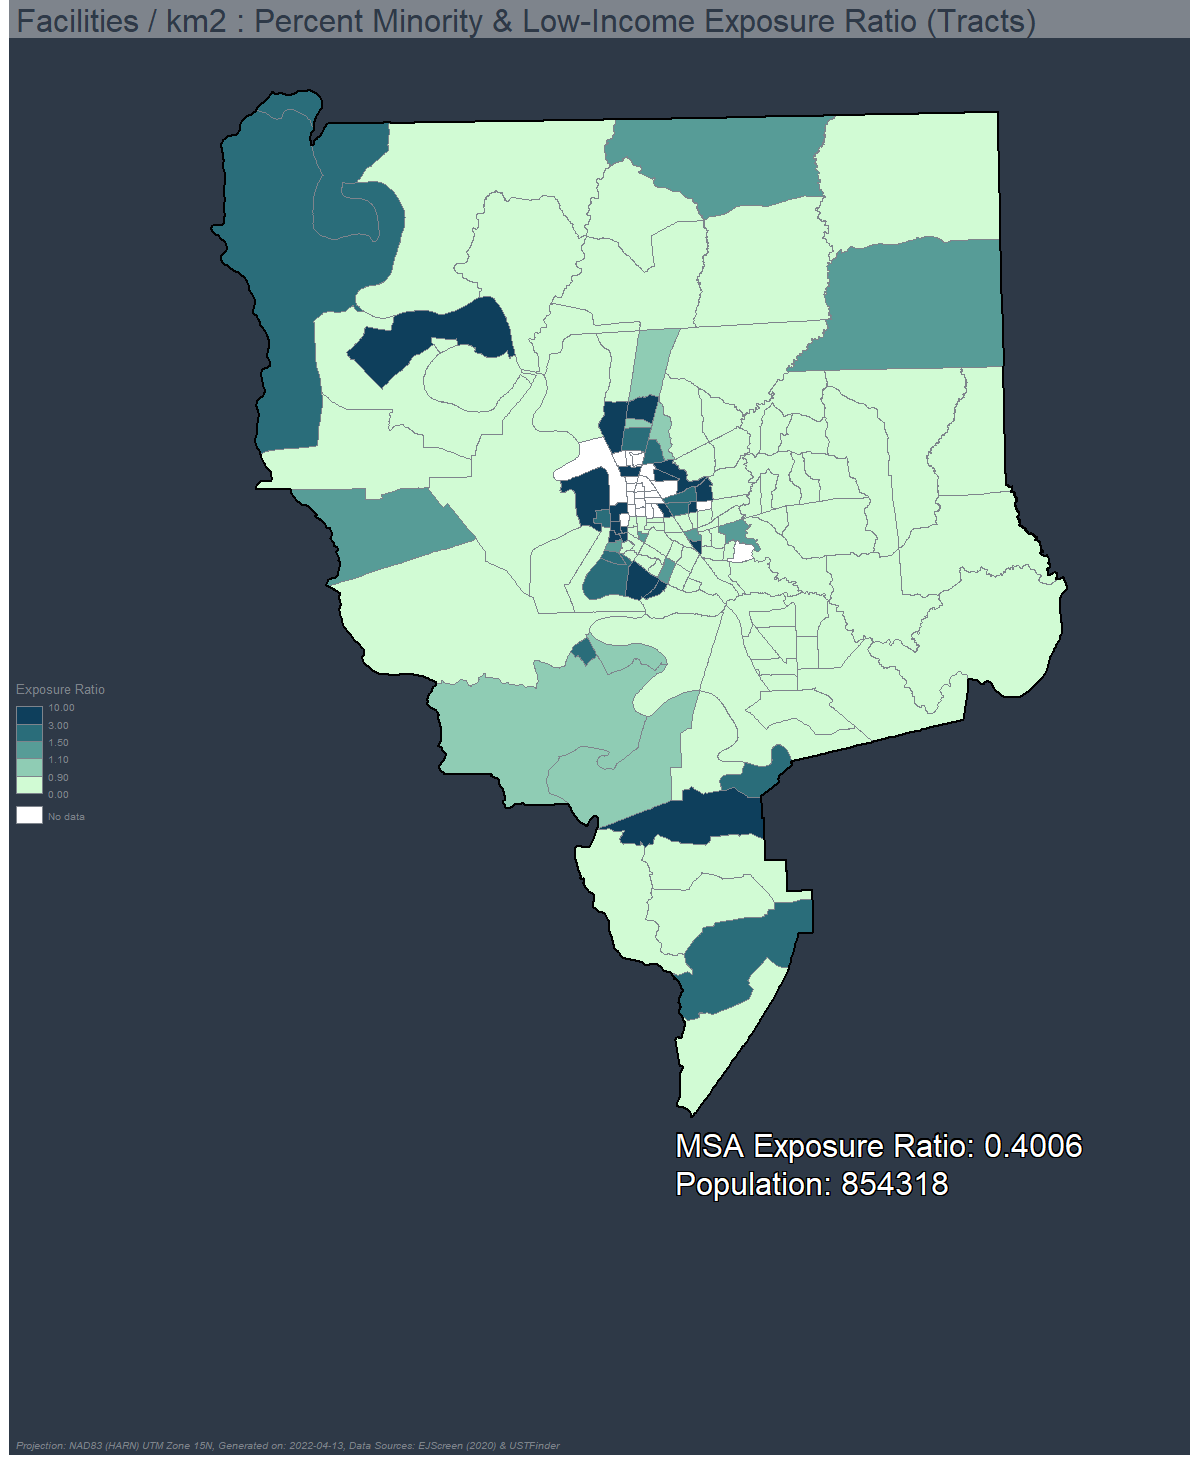 Facilities / km2 : Percent Minority & Low-Income Exposure Ratio (Tracts)
Exposure Ratio
10.00
3.00
1.50
1.10
0.90
0.00
No data
MSA Exposure Ratio: 0.4006
Population: 854318
Projection: NAD83 (HARN) UTM Zone 15N, Generated on: 2022-04-13, Data Sources: EJScreen (2020) & USTFinder